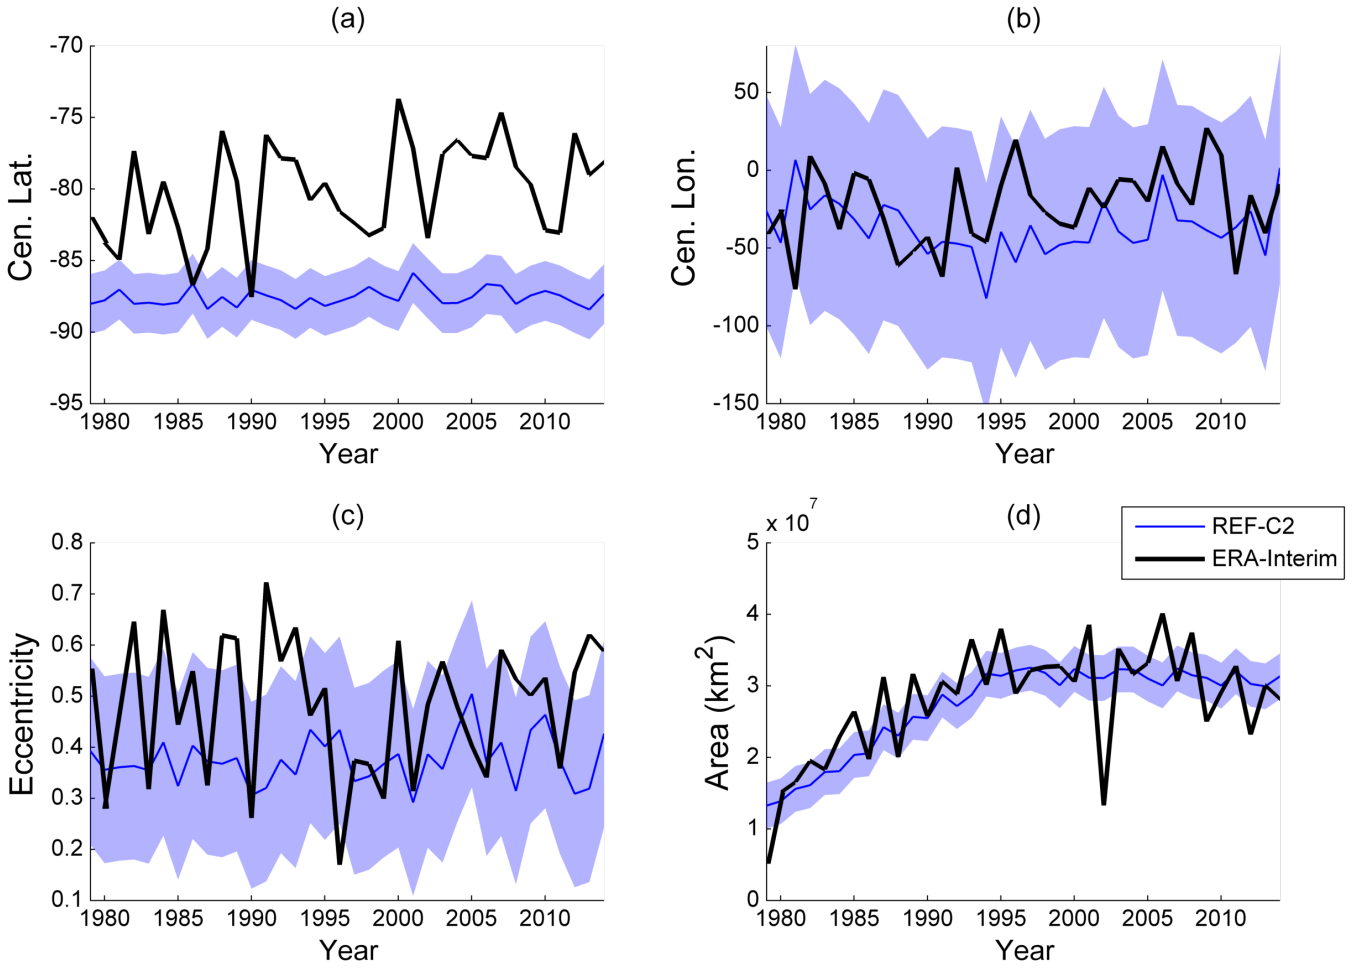 (a)
-70
-75
-80
-85
-90
-95
Cen. Lat.
1980 1985 1990 1995 2000 2005 2010
Year
(b)
50
0
-50
-100
-150
Cen. Lon.
1980 1985 1990 1995 2000 2005 2010
Year
(c)
0.8
0.7
0.6
0.5
0.4
0.3
0.2
0.1
Eccentricity
1980 1985 1990 1995 2000 2005 2010
Year
(d)
x 10⁷
REF-C2
ERA-Interim
5
4
3
2
1
0
Area (km²)
1980 1985 1990 1995 2000 2005 2010
Year